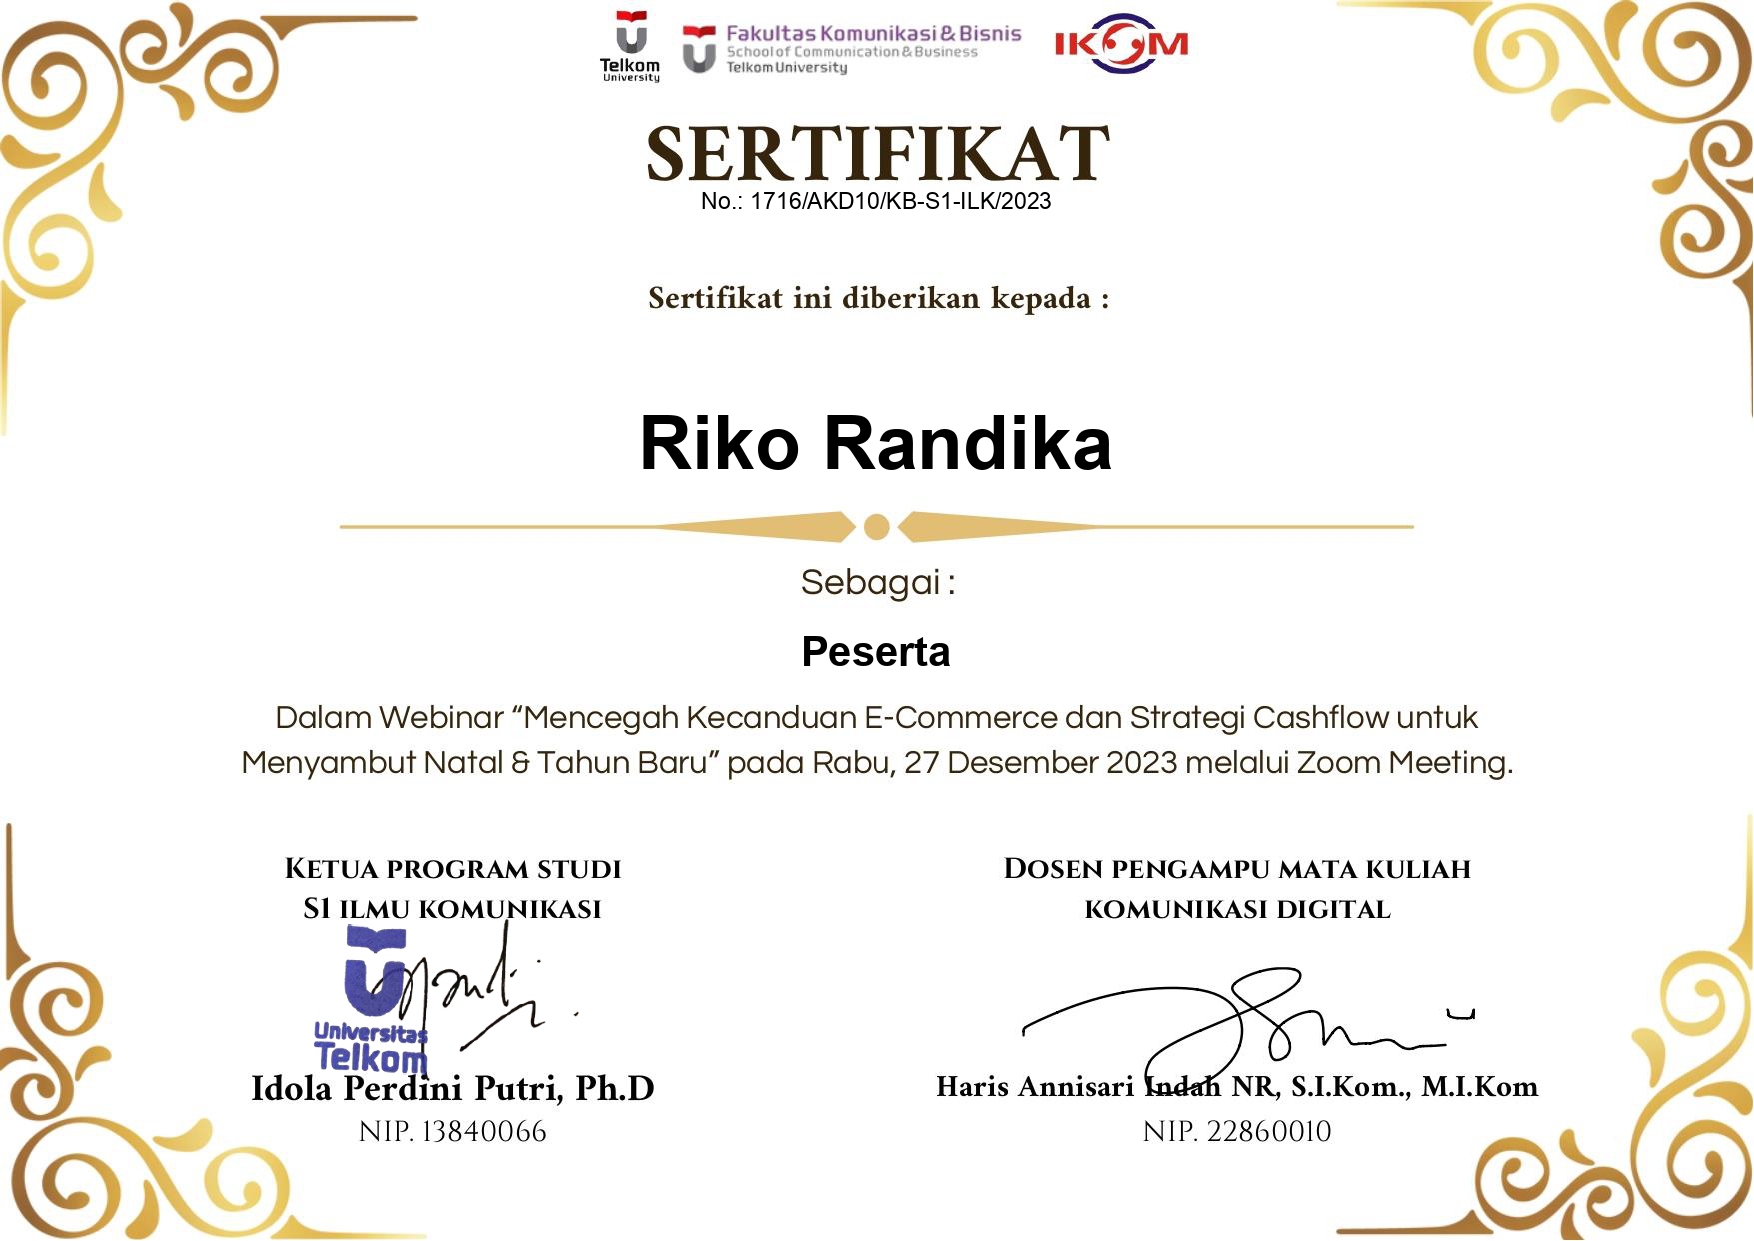 Telkom
University
Fakultas Komunikasi & Bisnis
School of Communication & Business
Telkom University
IKOM
SERTIFIKAT
No.: 1716/AKD10/KB-S1-ILK/2023
Sertifikat ini diberikan kepada :
Riko Randika
Sebagai :
Peserta
Dalam Webinar “Mencegah Kecanduan E-Commerce dan Strategi Cashflow untuk
Menyambut Natal & Tahun Baru” pada Rabu, 27 Desember 2023 melalui Zoom Meeting.
KETUA PROGRAM STUDI
S1 ILMU KOMUNIKASI
Universitas
Telkom
Idola Perdini Putri, Ph.D
NIP. 13840066
DOSEN PENGAMPU MATA KULIAH
KOMUNIKASI DIGITAL
Haris Annisari Indah NR, S.I.Kom., M.I.Kom
NIP. 22860010